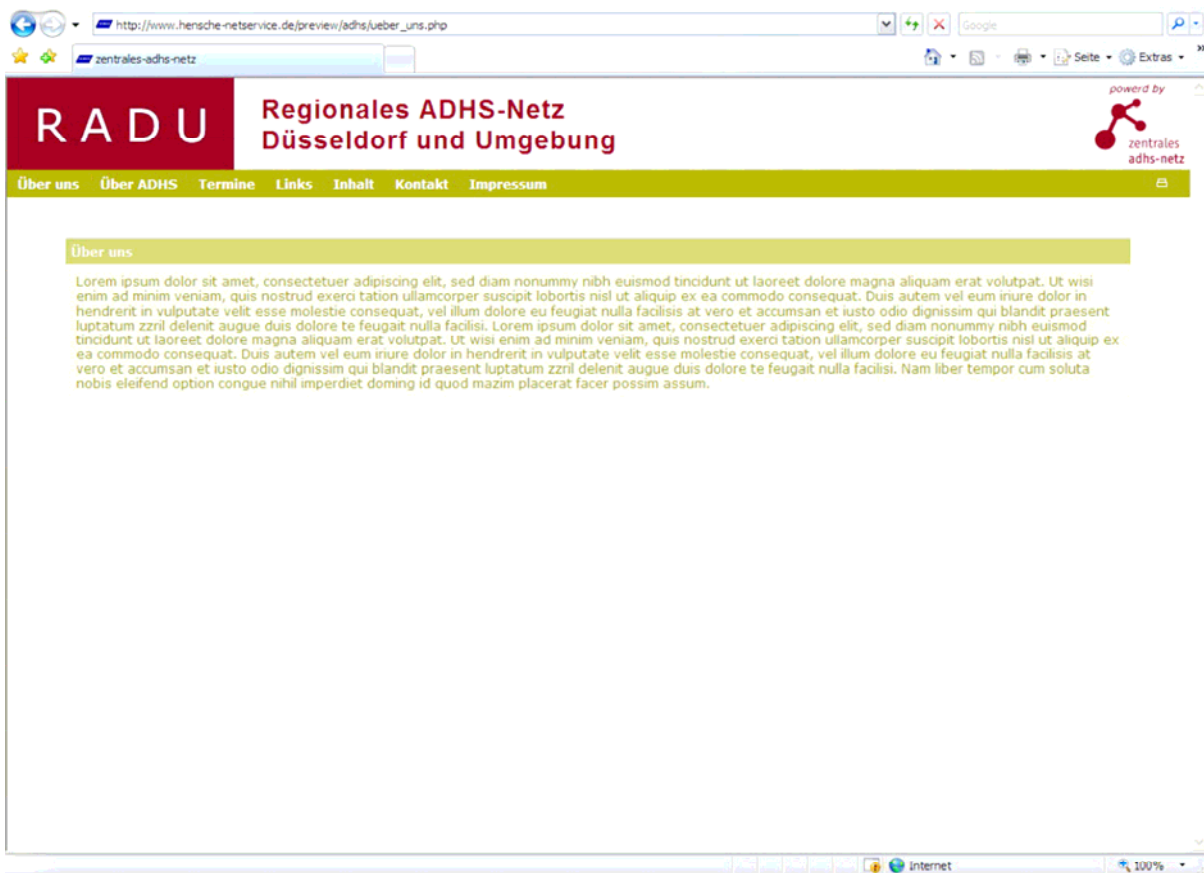 http://www.hensche-netservice.de/preview/adhs/ueber_uns.php
Google
zentrales-adhs-netz
Seite
Extras
»
RADU
Regionales ADHS-Netz
Düsseldorf und Umgebung
powerd by
zentrales
adhs-netz
Über uns Über ADHS Termine Links Inhalt Kontakt Impressum
Über uns
Lorem ipsum dolor sit amet, consectetuer adipiscing elit, sed diam nonummy nibh euismod tincidunt ut laoreet dolore magna aliquam erat volutpat. Ut wisi
enim ad minim veniam, quis nostrud exerci tation ullamcorper suscipit lobortis nisl ut aliquip ex ea commodo consequat. Duis autem vel eum iriure dolor in
hendrerit in vulputate velit esse molestie consequat, vel illum dolore eu feugiat nulla facilisis at vero et accumsan et iusto odio dignissim qui blandit praesent
luptatum zzril delenit augue duis dolore te feugait nulla facilisi. Lorem ipsum dolor sit amet, consectetuer adipiscing elit, sed diam nonummy nibh euismod
tincidunt ut laoreet dolore magna aliquam erat volutpat. Ut wisi enim ad minim veniam, quis nostrud exerci tation ullamcorper suscipit lobortis nisl ut aliquip ex
ea commodo consequat. Duis autem vel eum iriure dolor in hendrerit in vulputate velit esse molestie consequat, vel illum dolore eu feugiat nulla facilisis at
vero et accumsan et iusto odio dignissim qui blandit praesent luptatum zzril delenit augue duis dolore te feugait nulla facilisi. Nam liber tempor cum soluta
nobis eleifend option congue nihil imperdiet doming id quod mazim placerat facer possim assum.
Internet
100%